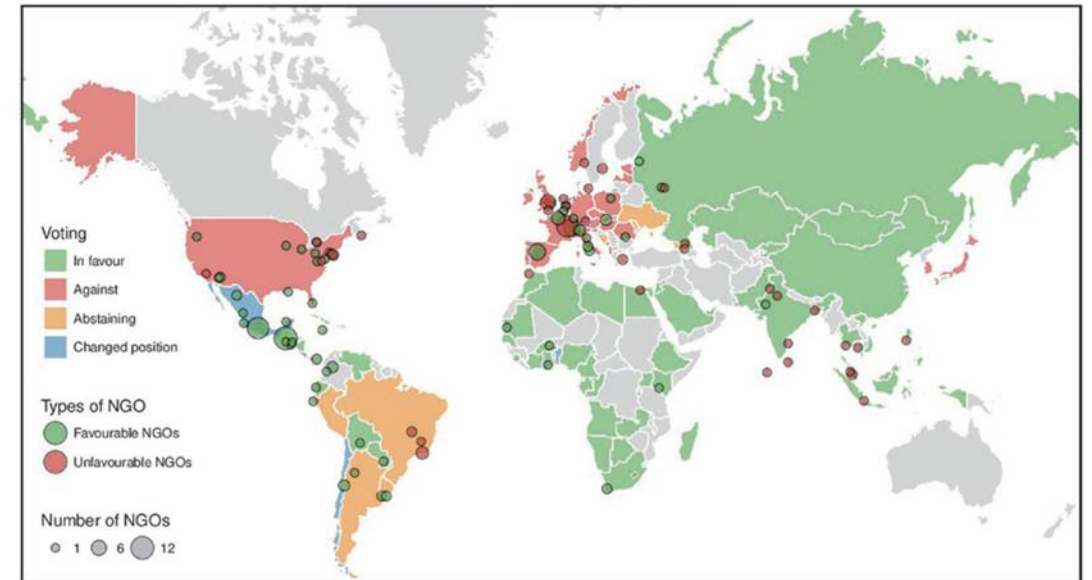 Voting
In favour
Against
Abstaining
Changed position
Types of NGO
Favourable NGOs
Unfavourable NGOs
Number of NGOs
1 6 12